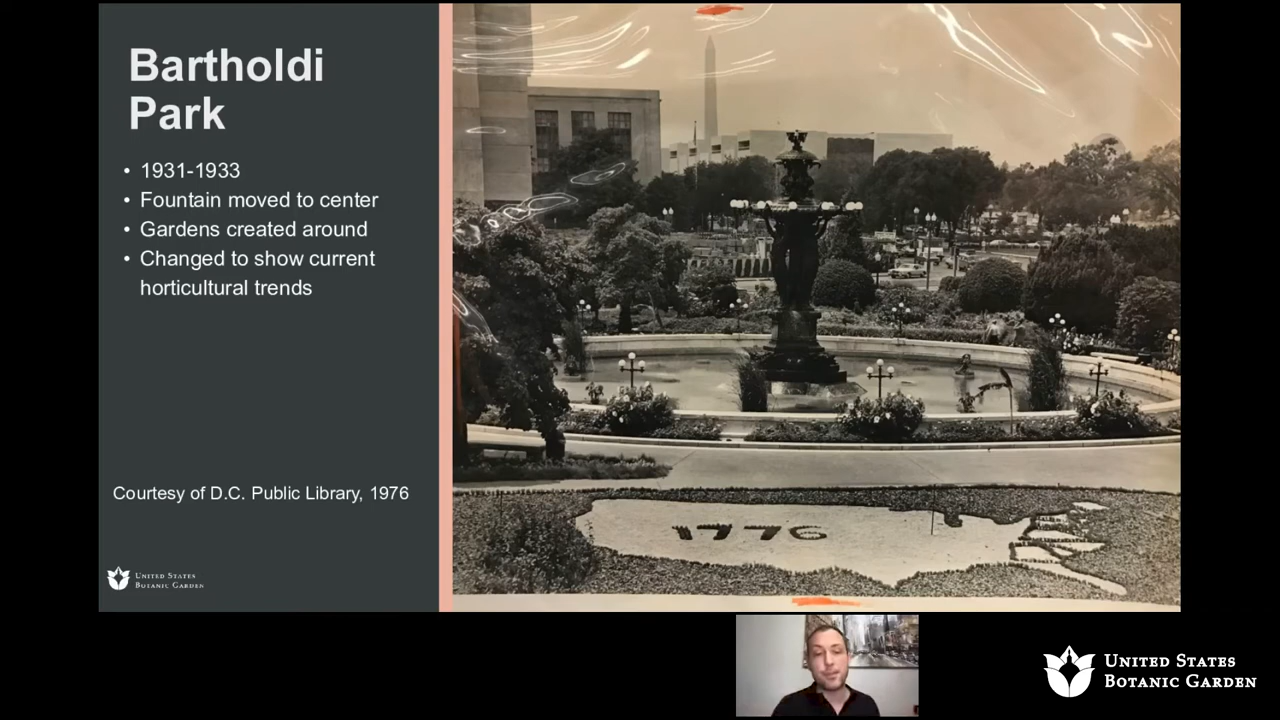 Bartholdi
Park
• 1931-1933
• Fountain moved to center
• Gardens created around
• Changed to show current
horticultural trends
Courtesy of D.C. Public Library, 1976
United States
Botanic Garden
1776
United States
Botanic Garden